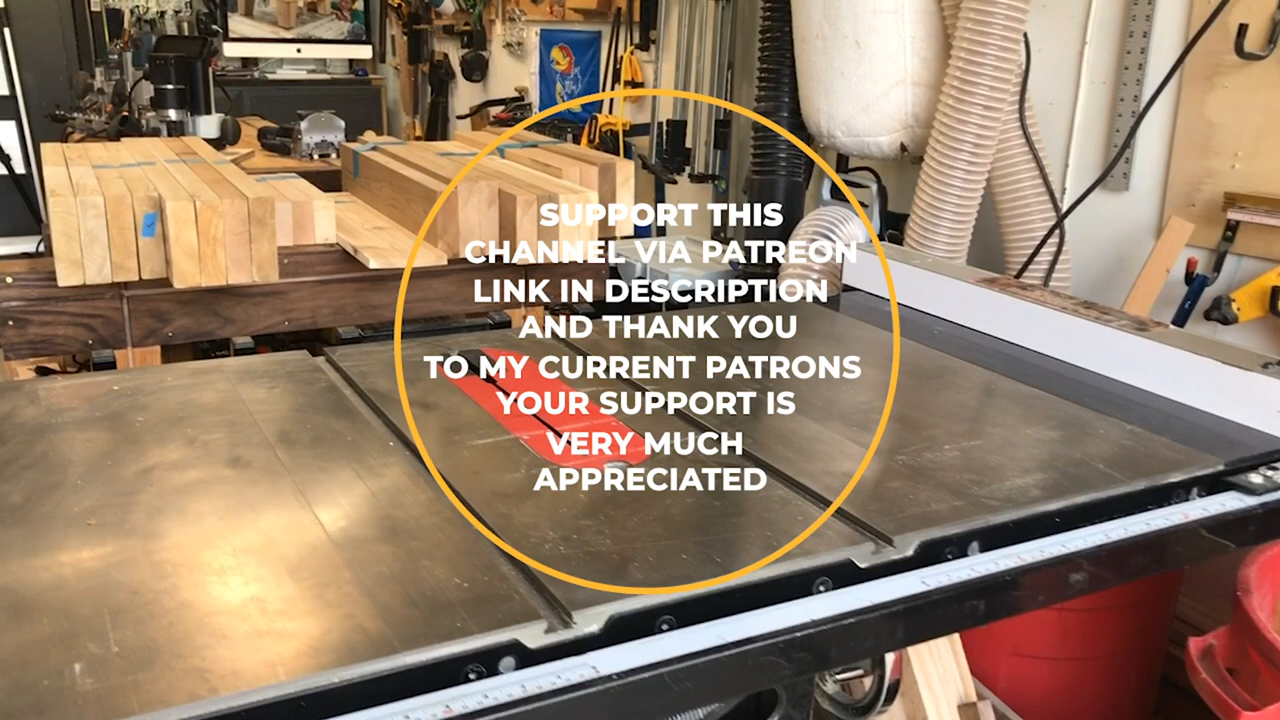 SUPPORT THIS
CHANNEL VIA PATREON
LINK IN DESCRIPTION
AND THANK YOU
TO MY CURRENT PATRONS
YOUR SUPPORT IS
VERY MUCH
APPRECIATED